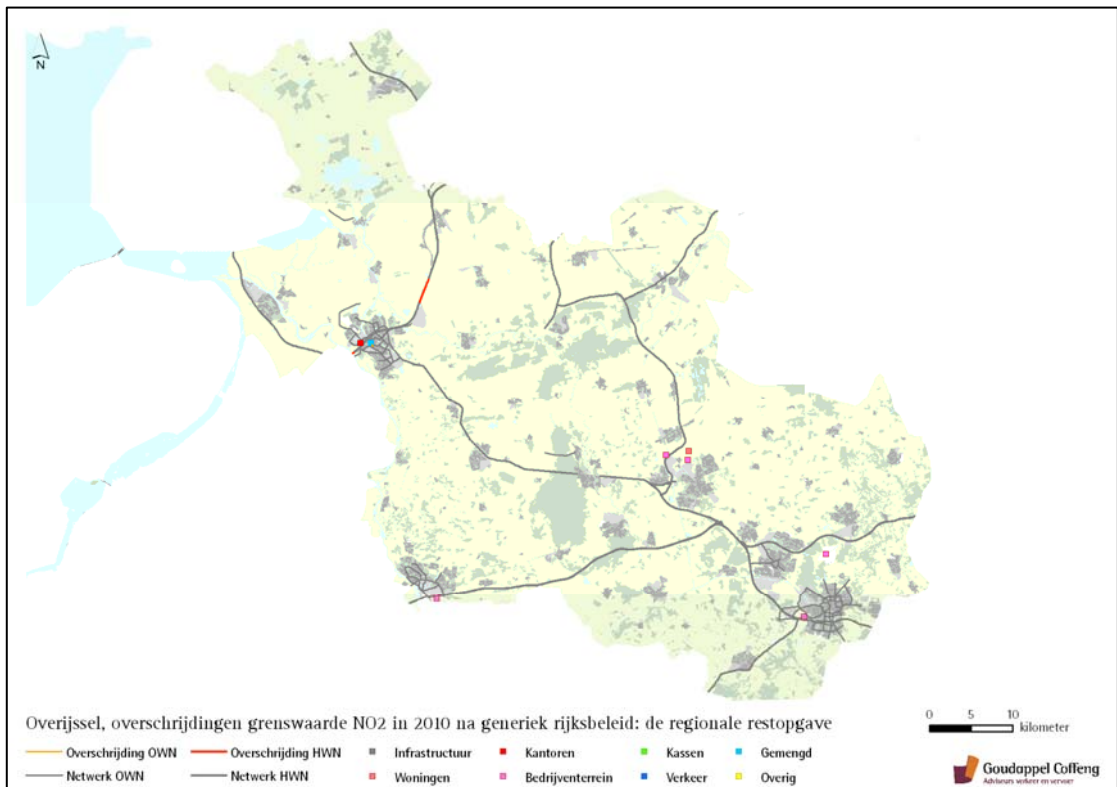 N
Overijssel, overschrijdingen grenswaarde NO2 in 2010 na generiek rijksbeleid: de regionale restopgave
0 5 10
kilometer
Overschrijding OWN Overschrijding HWN Infrastructuur Kantoren Kassen Gemengd
Netwerk OWN Netwerk HWN Woningen Bedrijventerrein Verkeer Overig
Goudappel Coffeng
Adviseurs verkeer en vervoer